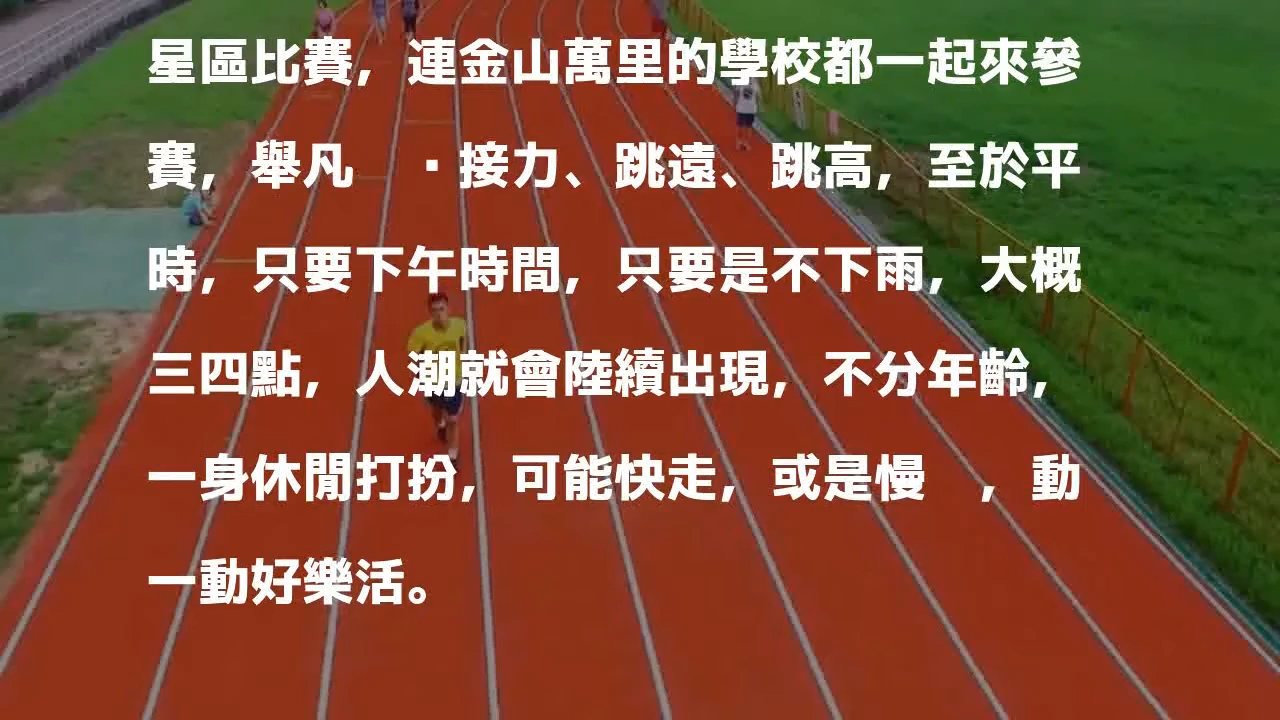 星區比賽，連金山萬里的學校都一起來參
賽，舉凡　▪接力、跳遠、跳高，至於平
時，只要下午時間，只要是不下雨，大概
三四點，人潮就會陸續出現，不分年齡，
一身休閒打扮，可能快走，或是慢　，動
一動好樂活。